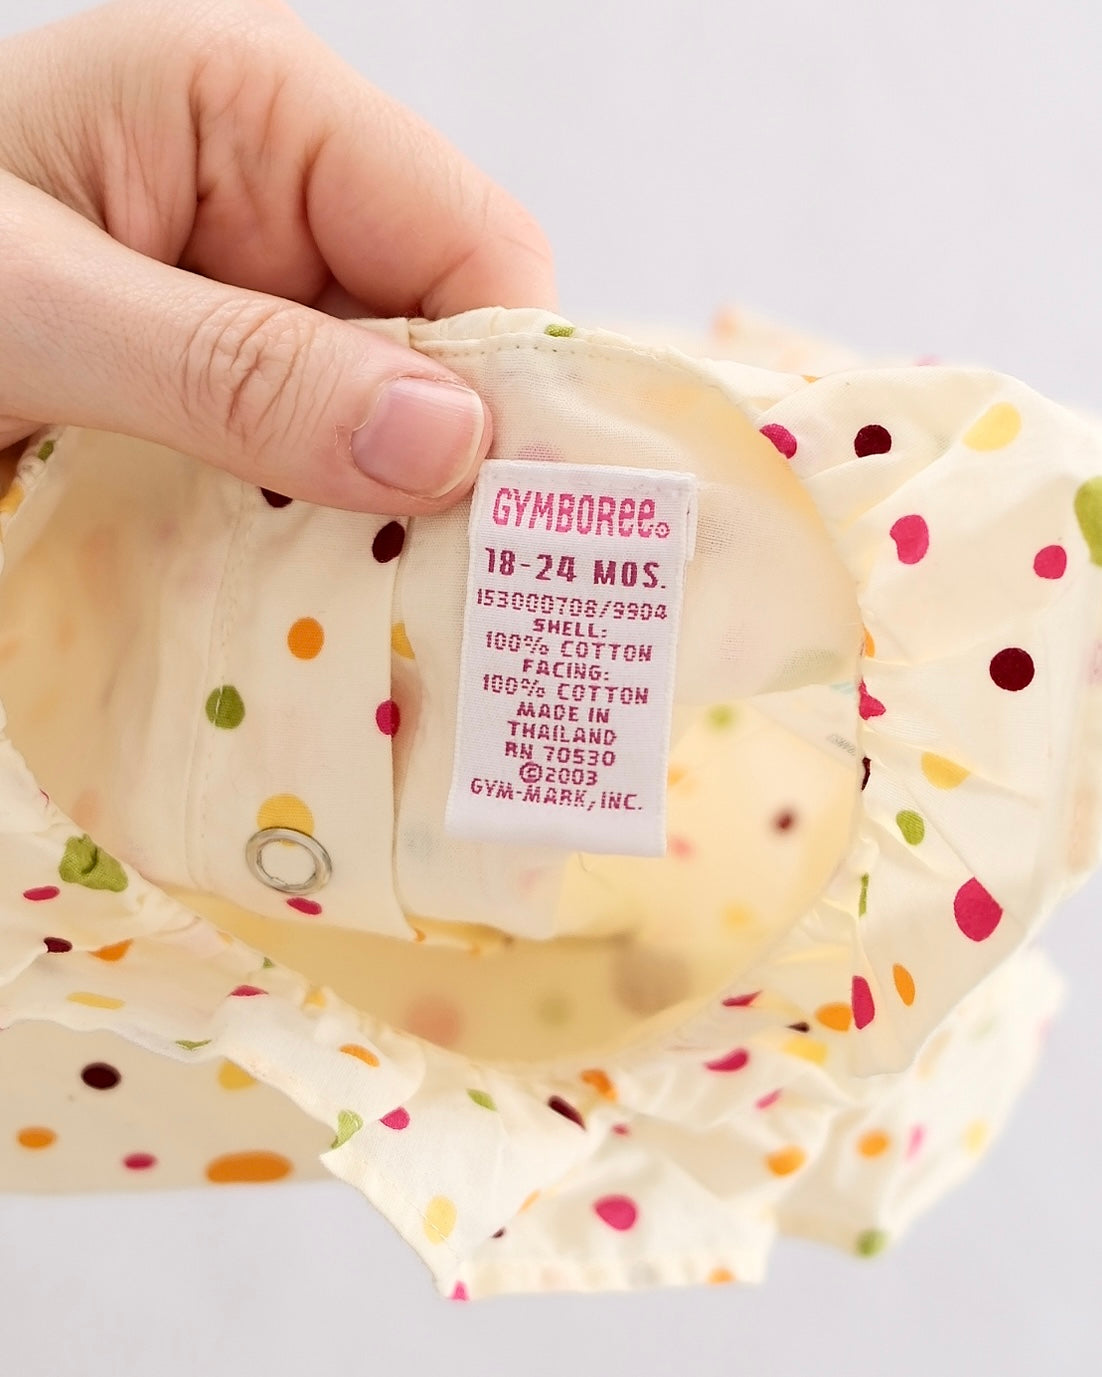 GYMBOREE®
18-24 MOS.
153000708/9904
SHELL:
100% COTTON
FACING:
100% COTTON
MADE IN
THAILAND
RN 70530
©2003
GYM-MARK, INC.